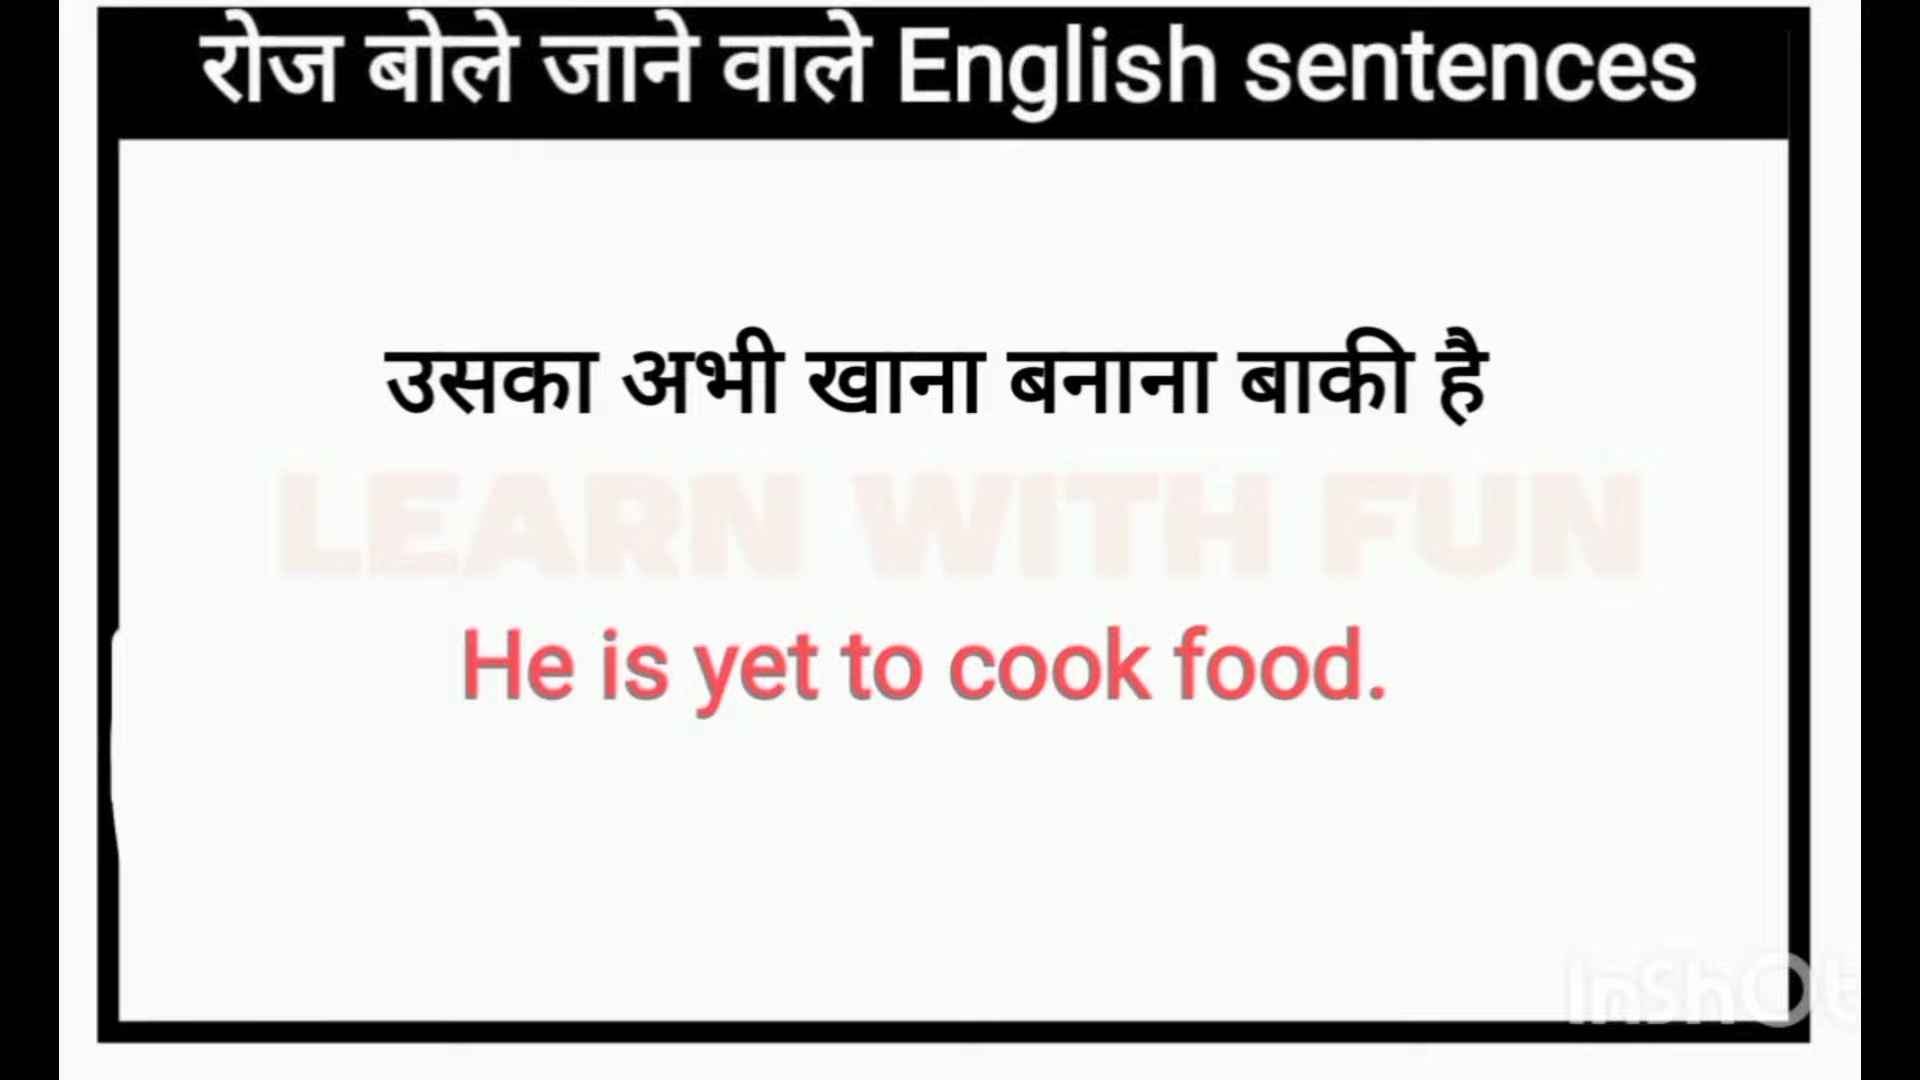 रोज बोले जाने वाले English sentences
उसका अभी खाना बनाना बाकी है
LEARN WITH FUN
He is yet to cook food.
InShOt